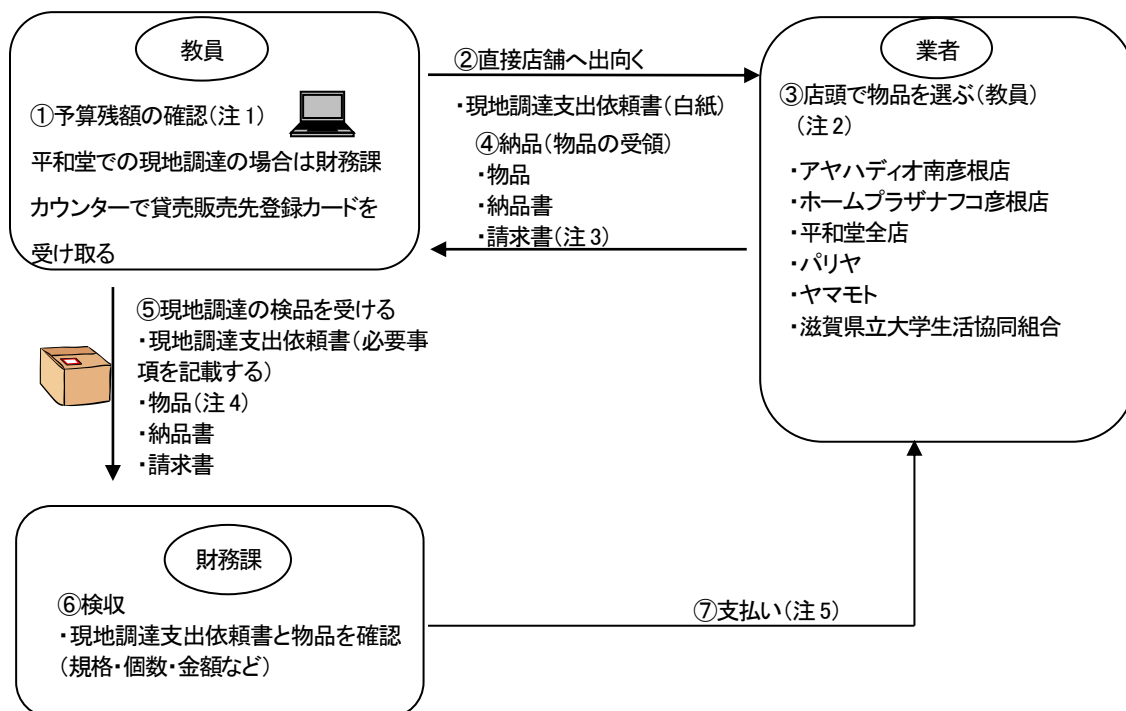 教員
①予算残額の確認(注1)
平和堂での現地調達の場合は財務課
カウンターで貸売販売先登録カードを
受け取る
②直接店舗へ出向く
・現地調達支出依頼書(白紙)
④納品(物品の受領)
・物品
・納品書
・請求書(注3)
業者
③店頭で物品を選ぶ(教員)
(注2)
・アヤハディオ南彦根店
・ホームプラザナフコ彦根店
・平和堂全店
・パリヤ
・ヤマモト
・滋賀県立大学生活協同組合
⑤現地調達の検品を受ける
・現地調達支出依頼書(必要事
項を記載する)
・物品(注4)
・納品書
・請求書
財務課
⑥検収
・現地調達支出依頼書と物品を確認
(規格・個数・金額など)
⑦支払い(注5)